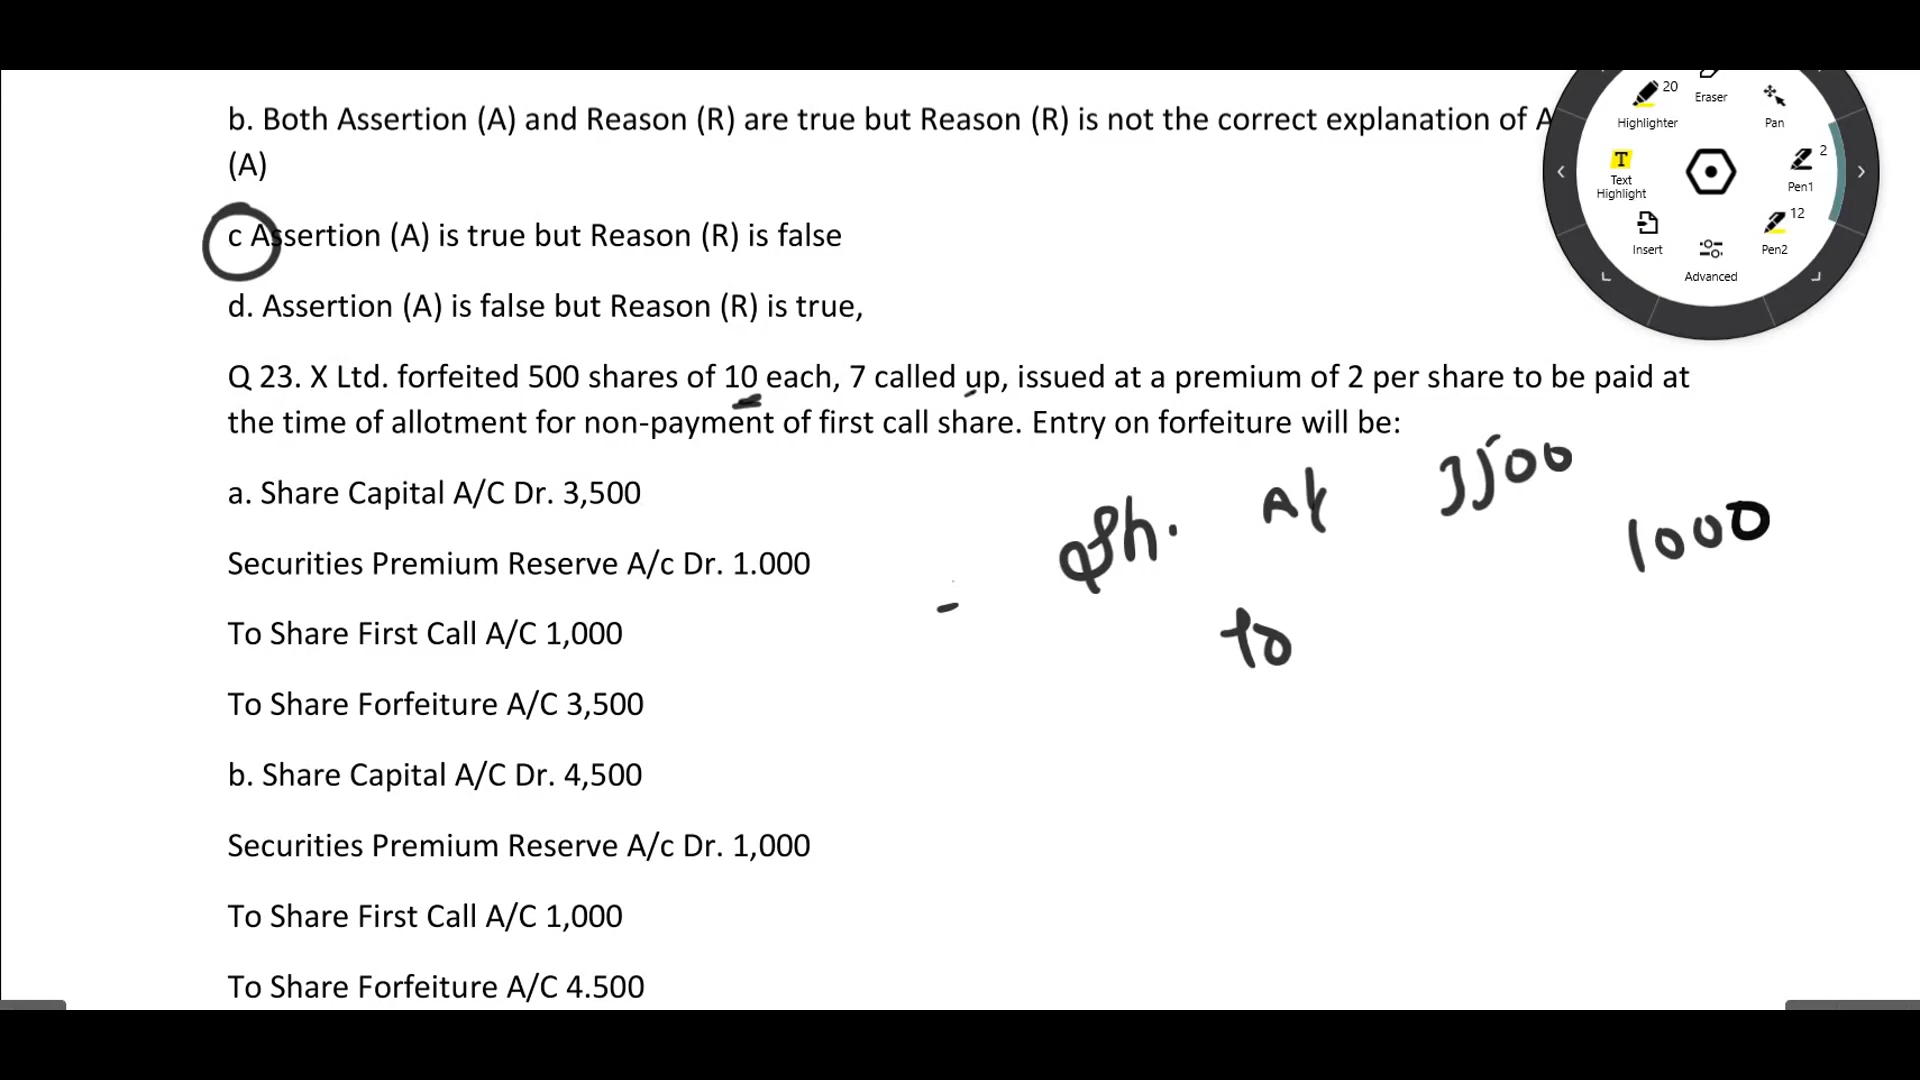 b. Both Assertion (A) and Reason (R) are true but Reason (R) is not the correct explanation of A
(A)
c Assertion (A) is true but Reason (R) is false
d. Assertion (A) is false but Reason (R) is true,
Q 23. X Ltd. forfeited 500 shares of 10 each, 7 called up, issued at a premium of 2 per share to be paid at
the time of allotment for non-payment of first call share. Entry on forfeiture will be:
a. Share Capital A/C Dr. 3,500
Securities Premium Reserve A/c Dr. 1.000
To Share First Call A/C 1,000
To Share Forfeiture A/C 3,500
b. Share Capital A/C Dr. 4,500
Securities Premium Reserve A/c Dr. 1,000
To Share First Call A/C 1,000
To Share Forfeiture A/C 4.500
3500
1000
To
20
Highlighter
Eraser
Pan
T
Text
Highlight
2
Pen1
Insert
12
Pen2
Advanced